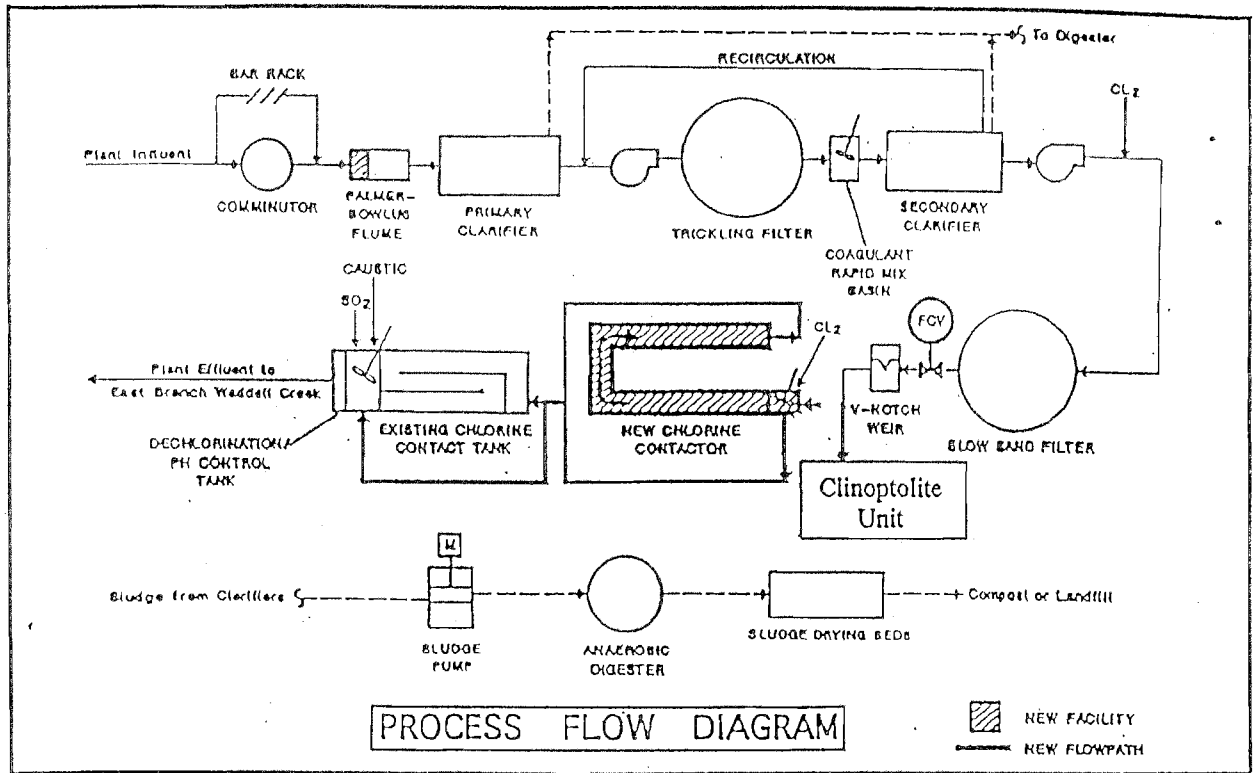 To Digester
RECIRCULATION
BAR RACK
CL2
Plant Influent
COMMINUTOR
PALMER-
BOWLUS
FLUME
PRIMARY
CLARIFIER
TRICKLING FILTER
COAGULANT
RAPID MIX
BASIN
SECONDARY
CLARIFIER
CAUSTIC
SO2
CL2
FCV
Plant Effluent to
East Branch Waddell Creek
DECHLORINATION/
PH CONTROL
TANK
EXISTING CHLORINE
CONTACT TANK
NEW CHLORINE
CONTACTOR
V-NOTCH
WEIR
SLOW SAND FILTER
Clinoptolite
Unit
M
Sludge from Clarifiers
SLUDGE
PUMP
ANAEROBIC
DIGESTER
SLUDGE DRYING BEDS
Compost or Landfill
PROCESS FLOW DIAGRAM
NEW FACILITY
NEW FLOWPATH